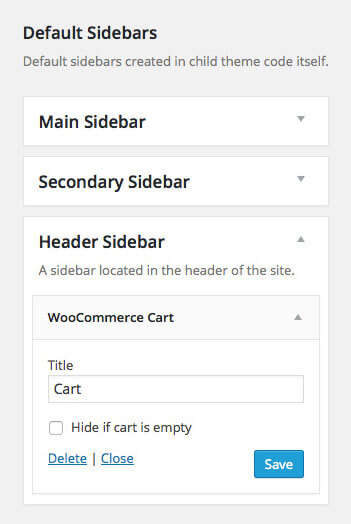 Default Sidebars
Default sidebars created in child theme code itself.
Main Sidebar
Secondary Sidebar
Header Sidebar
A sidebar located in the header of the site.
WooCommerce Cart
Title
Cart
Hide if cart is empty
Delete | Close
Save